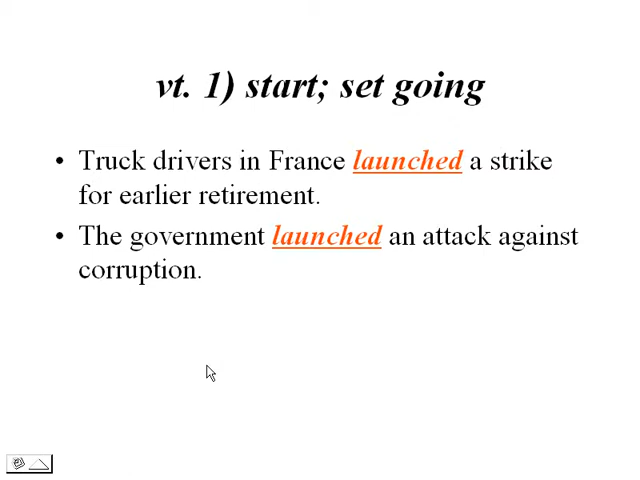 vt. 1) start; set going
• Truck drivers in France launched a strike
for earlier retirement.
• The government launched an attack against
corruption.